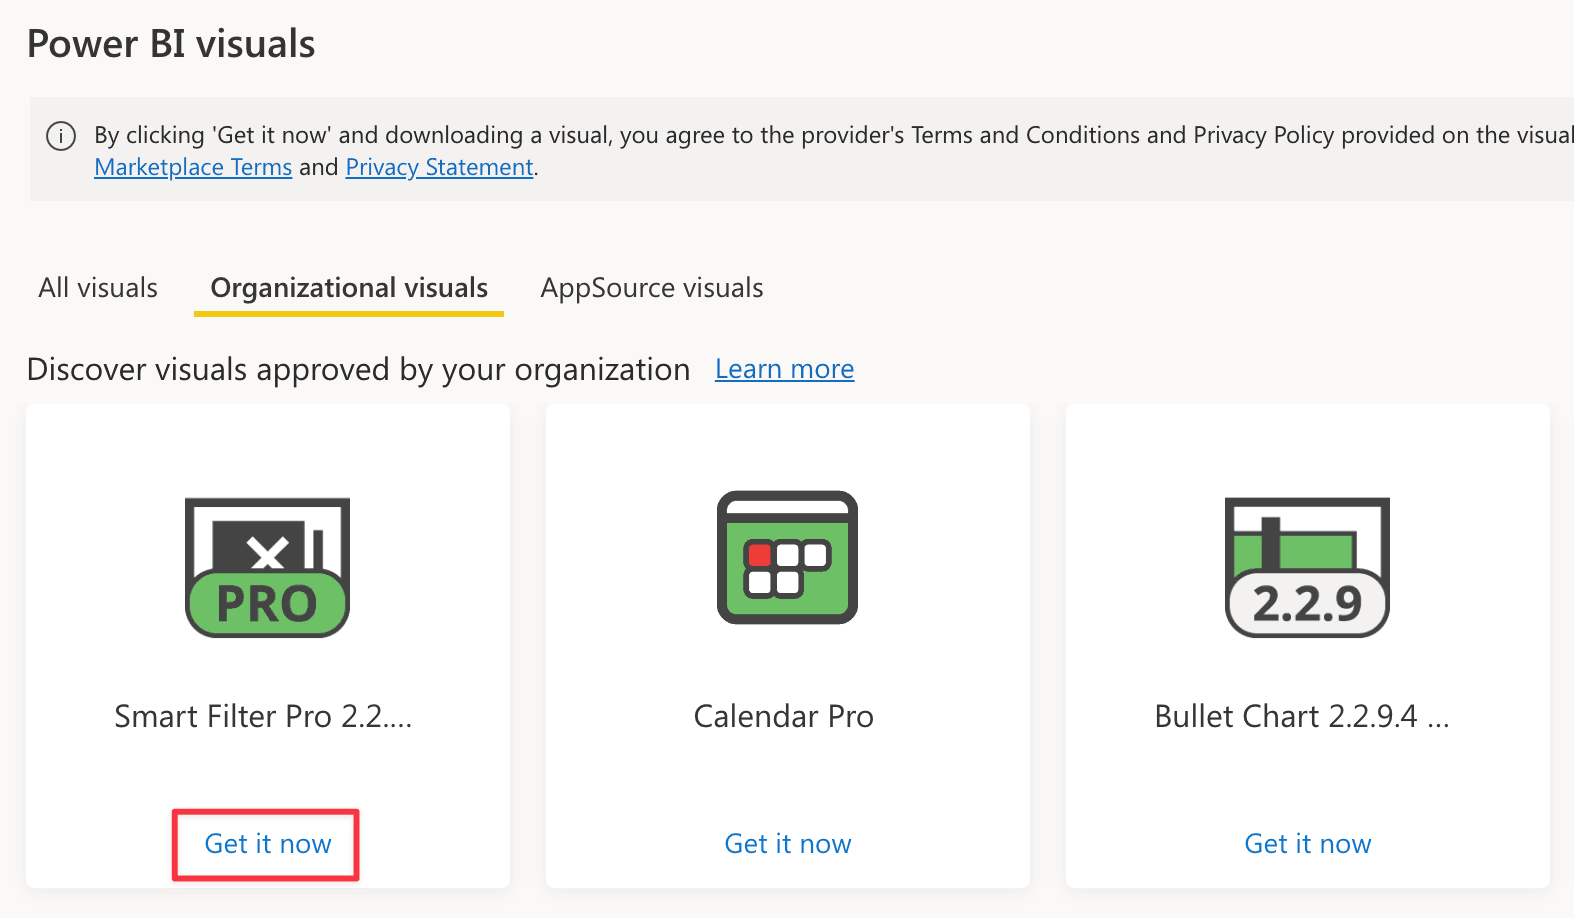 Power BI visuals
By clicking 'Get it now' and downloading a visual, you agree to the provider's Terms and Conditions and Privacy Policy provided on the visual
Marketplace Terms and Privacy Statement.
All visuals
Organizational visuals
AppSource visuals
Discover visuals approved by your organization Learn more
PRO
Smart Filter Pro 2.2....
Get it now
Calendar Pro
Get it now
2.2.9
Bullet Chart 2.2.9.4 ...
Get it now